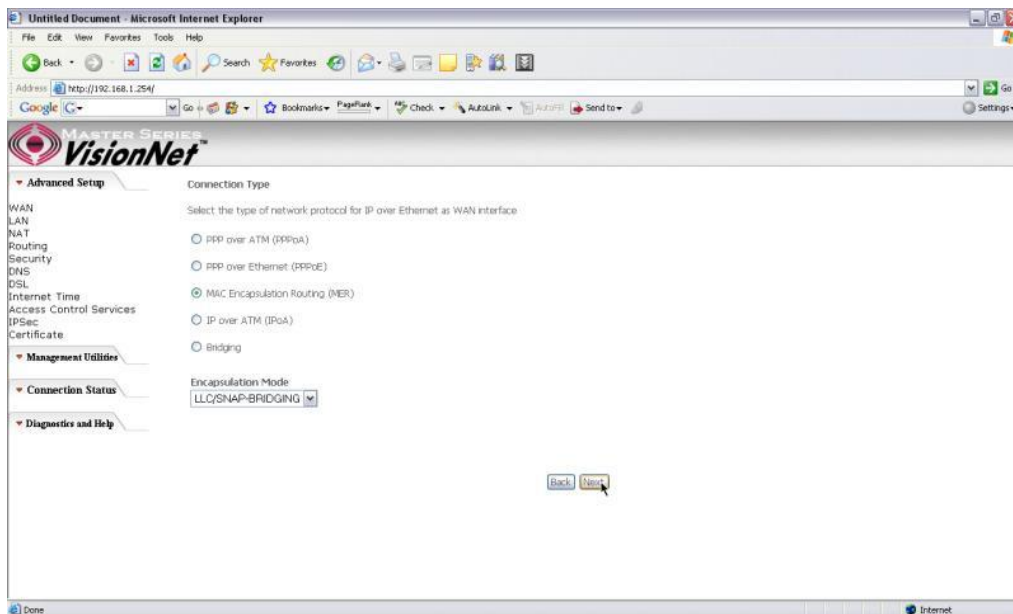 Untitled Document - Microsoft Internet Explorer
File Edit View Favorites Tools Help
Back Search Favorites
Address http://192.168.1.254/ Go
Google G Go Bookmarks PageRank Check AutoLink AutoFill Send to Settings
MASTER SERIES
VisionNet™
Advanced Setup
WAN
LAN
NAT
Routing
Security
DNS
DSL
Internet Time
Access Control Services
IPSec
Certificate
Management Utilities
Connection Status
Diagnostics and Help
Connection Type
Select the type of network protocol for IP over Ethernet as WAN interface
PPP over ATM (PPPoA)
PPP over Ethernet (PPPoE)
MAC Encapsulation Routing (MER)
IP over ATM (IPoA)
Bridging
Encapsulation Mode
LLC/SNAP-BRIDGING
Back Next
Done Internet